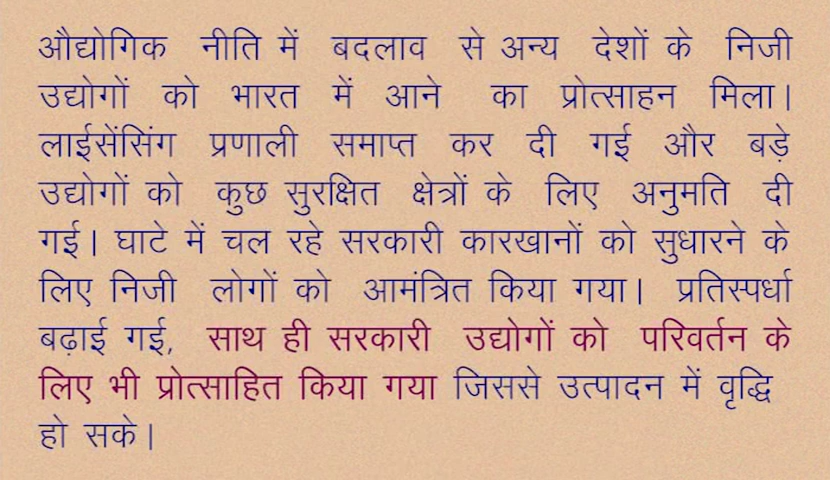 औद्योगिक नीति में बदलाव से अन्य देशों के निजी
उद्योगों को भारत में आने का प्रोत्साहन मिला।
लाईसेंसिंग प्रणाली समाप्त कर दी गई और बड़े
उद्योगों को कुछ सुरक्षित क्षेत्रों के लिए अनुमति दी
गई। घाटे में चल रहे सरकारी कारखानों को सुधारने के
लिए निजी लोगों को आमंत्रित किया गया। प्रतिस्पर्धा
बढ़ाई गई, साथ ही सरकारी उद्योगों को परिवर्तन के
लिए भी प्रोत्साहित किया गया जिससे उत्पादन में वृद्धि
हो सके।